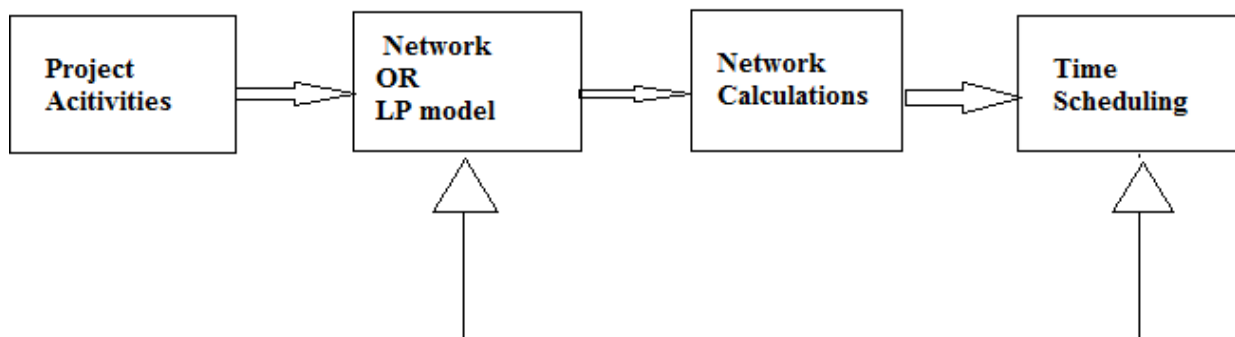 Project
Acitivities
Network
OR
LP model
Network
Calculations
Time
Scheduling